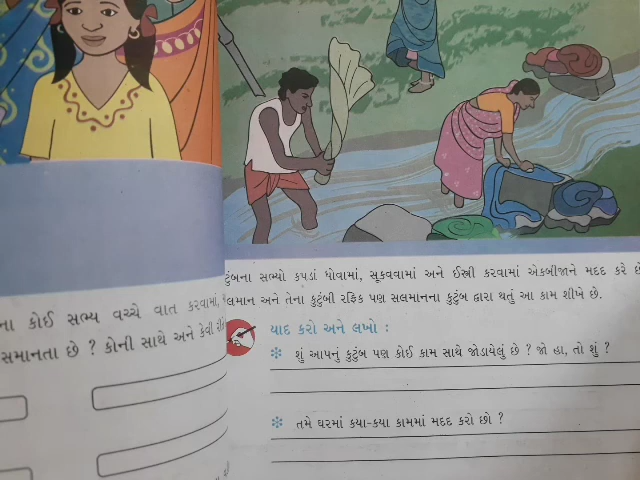 ના કોઈ સભ્ય વચ્ચે વાત કરવામાં,
સમાનતા છે ? કોની સાથે અને કેવી રીતે
ટુંબના સભ્યો કપડાં ધોવામાં, સૂકવવામાં અને ઈસ્ત્રી કરવામાં એકબીજાને મદદ કરે છે
લમાન અને તેના કુટુંબી રફિક પણ સલમાનના કુટુંબ દ્વારા થતું આ કામ શીખે છે.
યાદ કરો અને લખો :
શું આપનું કુટુંબ પણ કોઈ કામ સાથે જોડાયેલું છે ? જો હા, તો શું ?
તમે ઘરમાં કયા-કયા કામમાં મદદ કરો છો ?